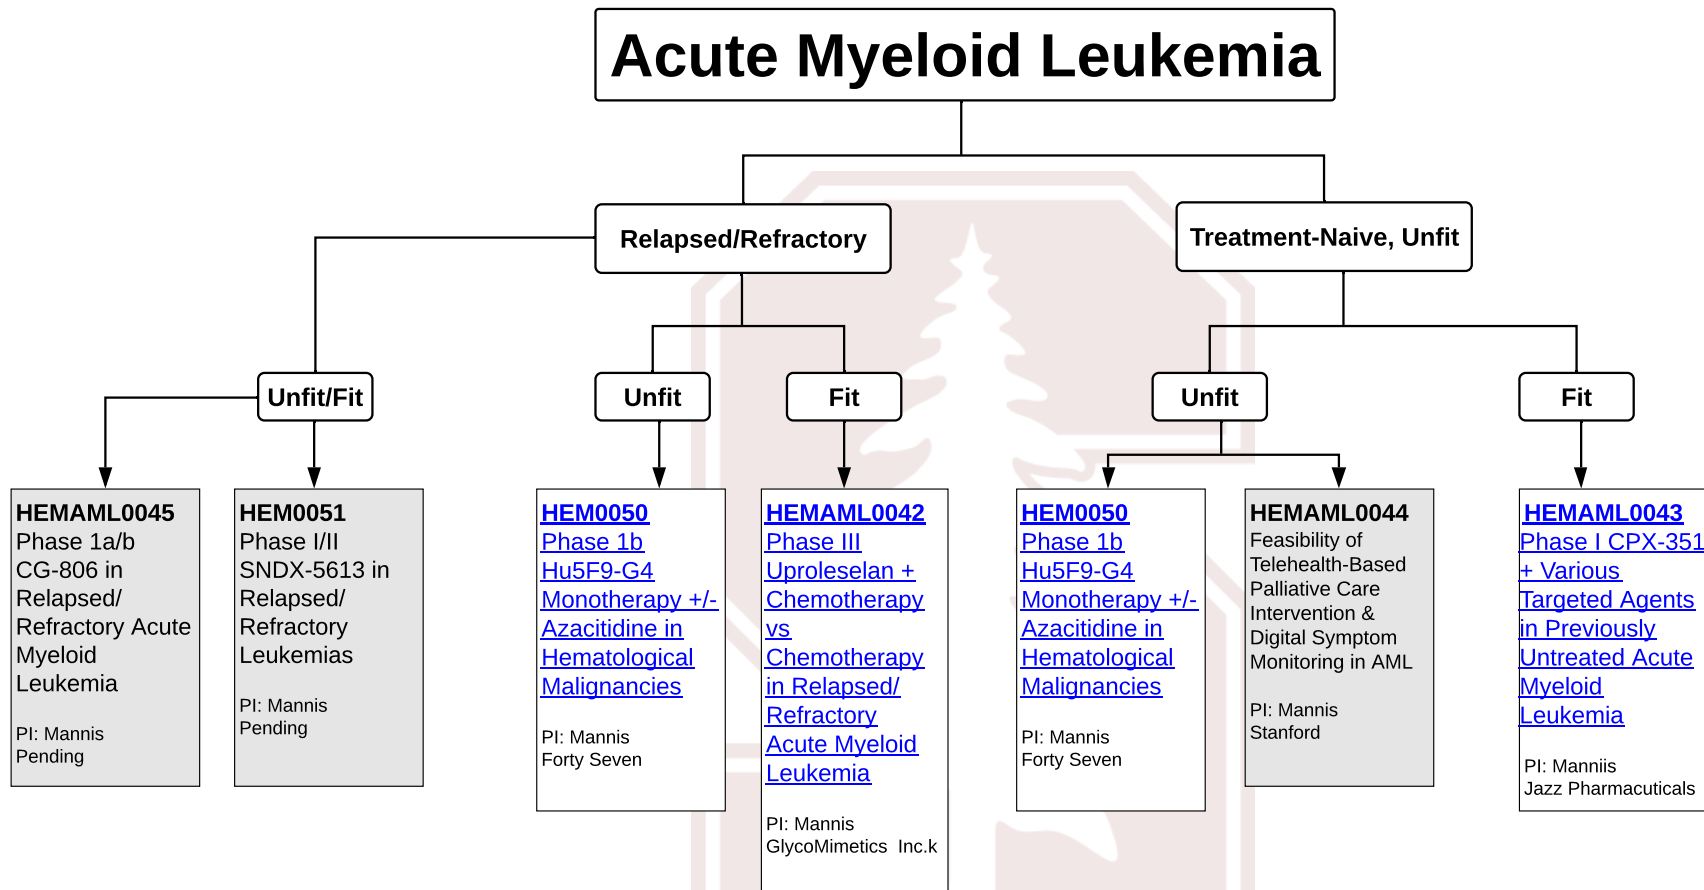 Acute Myeloid Leukemia
Relapsed/Refractory
Treatment-Naive, Unfit
Unfit/Fit
Unfit
Fit
Unfit
Fit
HEMAML0045
Phase 1a/b
CG-806 in
Relapsed/
Refractory Acute
Myeloid
Leukemia
PI: Mannis
Pending
HEM0051
Phase I/II
SNDX-5613 in
Relapsed/
Refractory
Leukemias
PI: Mannis
Pending
HEM0050
Phase 1b
Hu5F9-G4
Monotherapy +/-
Azacitidine in
Hematological
Malignancies
PI: Mannis
Forty Seven
HEMAML0042
Phase III
Uproleselan +
Chemotherapy
vs
Chemotherapy
in Relapsed/
Refractory
Acute Myeloid
Leukemia
PI: Mannis
GlycoMimetics  Inc.k
HEM0050
Phase 1b
Hu5F9-G4
Monotherapy +/-
Azacitidine in
Hematological
Malignancies
PI: Mannis
Forty Seven
HEMAML0044
Feasibility of
Telehealth-Based
Palliative Care
Intervention &
Digital Symptom
Monitoring in AML
PI: Mannis
Stanford
HEMAML0043
Phase I CPX-351
+ Various
Targeted Agents
in Previously
Untreated Acute
Myeloid
Leukemia
PI: Manniis
Jazz Pharmacuticals